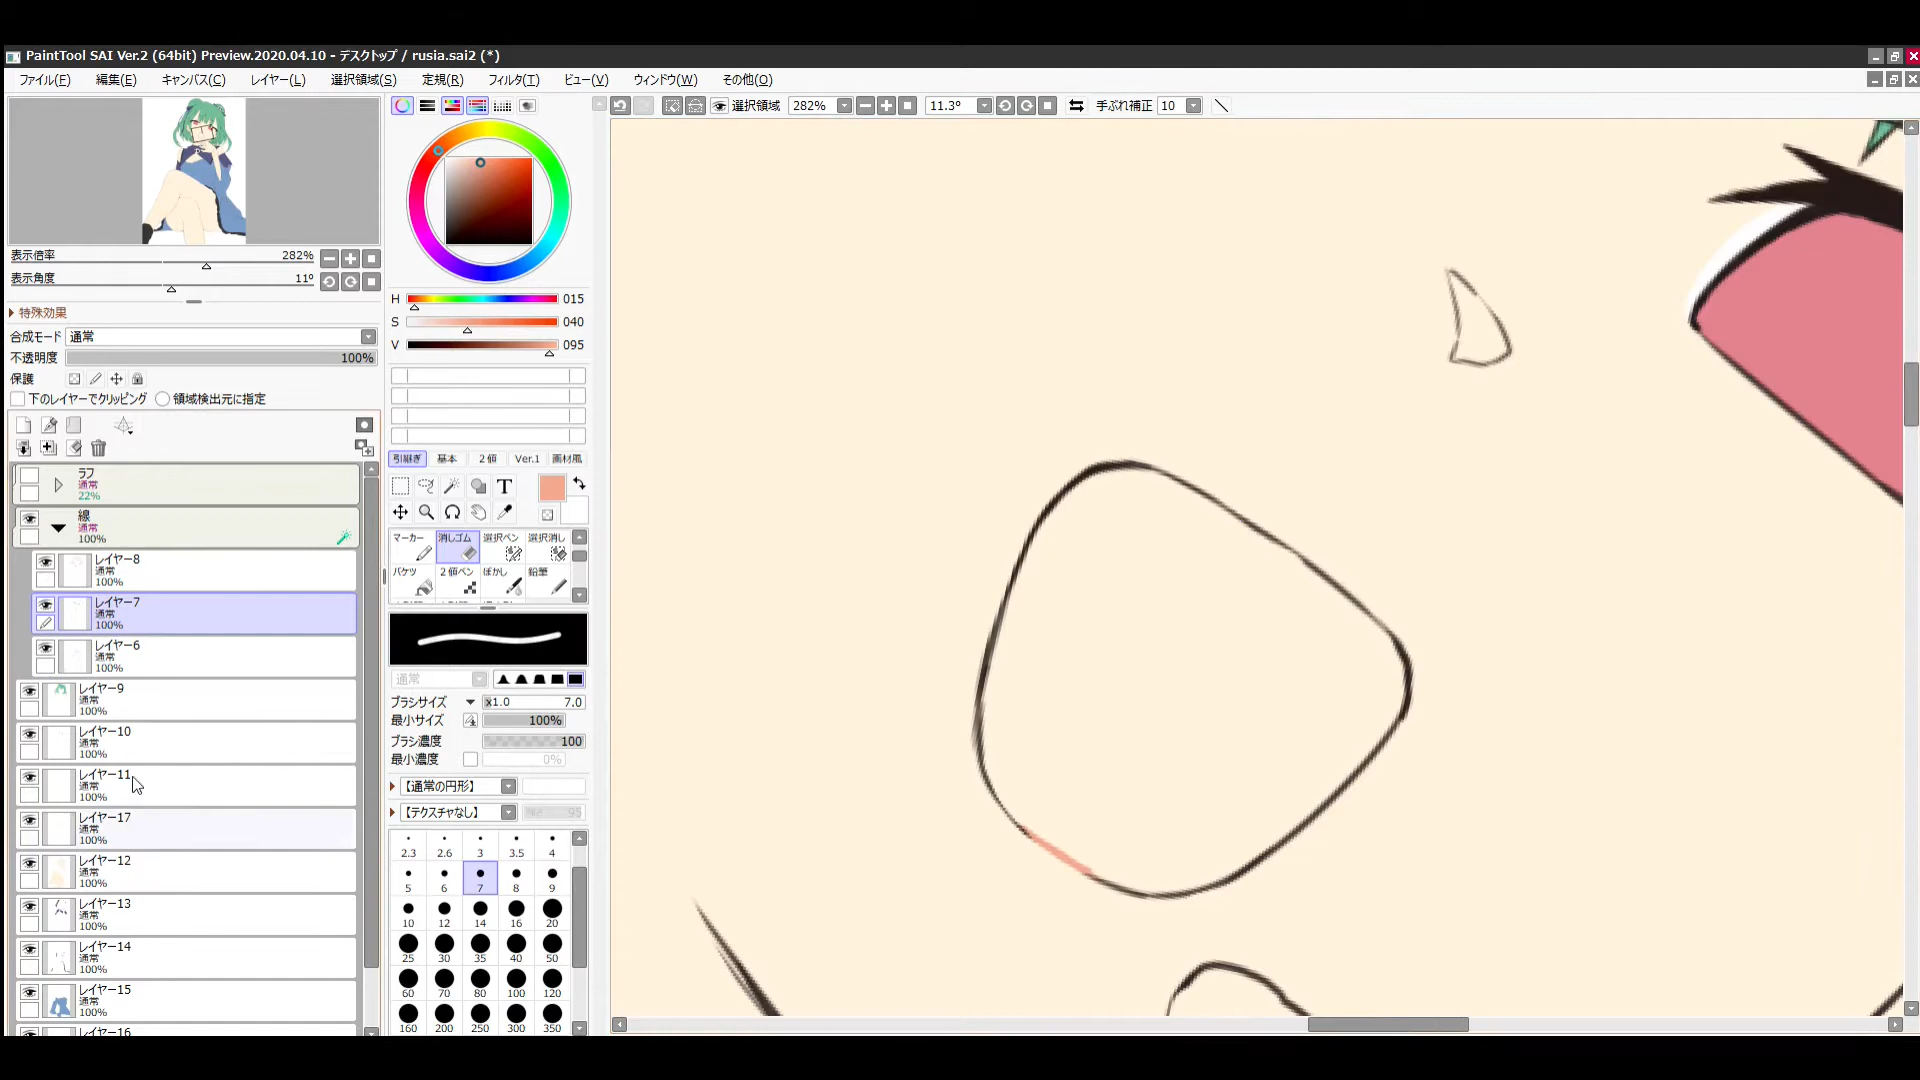 PaintTool SAI Ver.2 (64bit) Preview.2020.04.10 - デスクトップ / rusia.sai2 (*)
ファイル(F) 編集(E) キャンバス(C) レイヤー(L) 選択領域(S) 定規(R) フィルタ(T) ビュー(V) ウィンドウ(W) その他(O)
選択領域 282% 11.3° 手ぶれ補正 10
表示倍率 282%
表示角度 11°
特殊効果
合成モード 通常
不透明度 100%
保護
下のレイヤーでクリッピング 領域検出元に指定
ラフ
通常
22%
線
通常
100%
レイヤー8
通常
100%
レイヤー7
通常
100%
レイヤー6
通常
100%
レイヤー9
通常
100%
レイヤー10
通常
100%
レイヤー11
通常
100%
レイヤー17
通常
100%
レイヤー12
通常
100%
レイヤー13
通常
100%
レイヤー14
通常
100%
レイヤー15
通常
100%
レイヤー16
H 015
S 040
V 095
引継ぎ 基本 2値 Ver.1 画材風
T
マーカー 消しゴム 選択ペン 選択消し
バケツ 2値ペン ぼかし 鉛筆
通常
ブラシサイズ x1.0 7.0
最小サイズ 100%
ブラシ濃度 100
最小濃度 0%
【通常の円形】
【テクスチャなし】 95
2.3 2.6 3 3.5 4
5 6 7 8 9
10 12 14 16 20
25 30 35 40 50
60 70 80 100 120
160 200 250 300 350